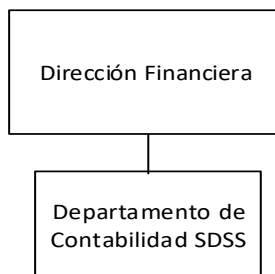 Dirección Financiera
Departamento de
Contabilidad SDSS